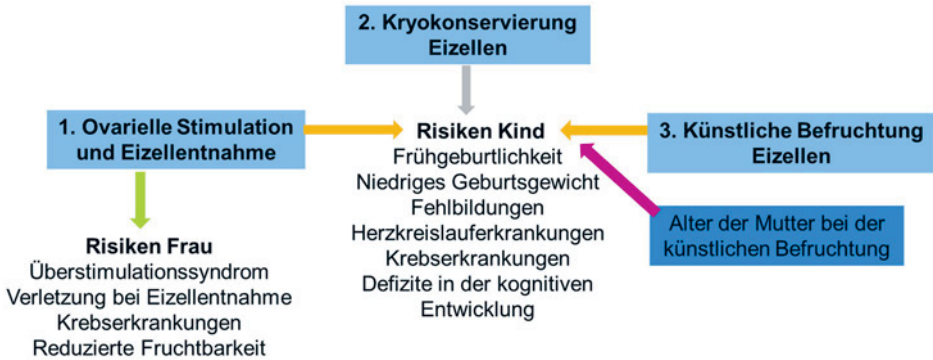 2. Kryokonservierung
Eizellen
1. Ovarielle Stimulation
und Eizellentnahme
Risiken Kind
Frühgeburtlichkeit
Niedriges Geburtsgewicht
Fehlbildungen
Herzkreislauferkrankungen
Krebserkrankungen
Defizite in der kognitiven
Entwicklung
3. Künstliche Befruchtung
Eizellen
Alter der Mutter bei der
künstlichen Befruchtung
Risiken Frau
Überstimulationssyndrom
Verletzung bei Eizellentnahme
Krebserkrankungen
Reduzierte Fruchtbarkeit